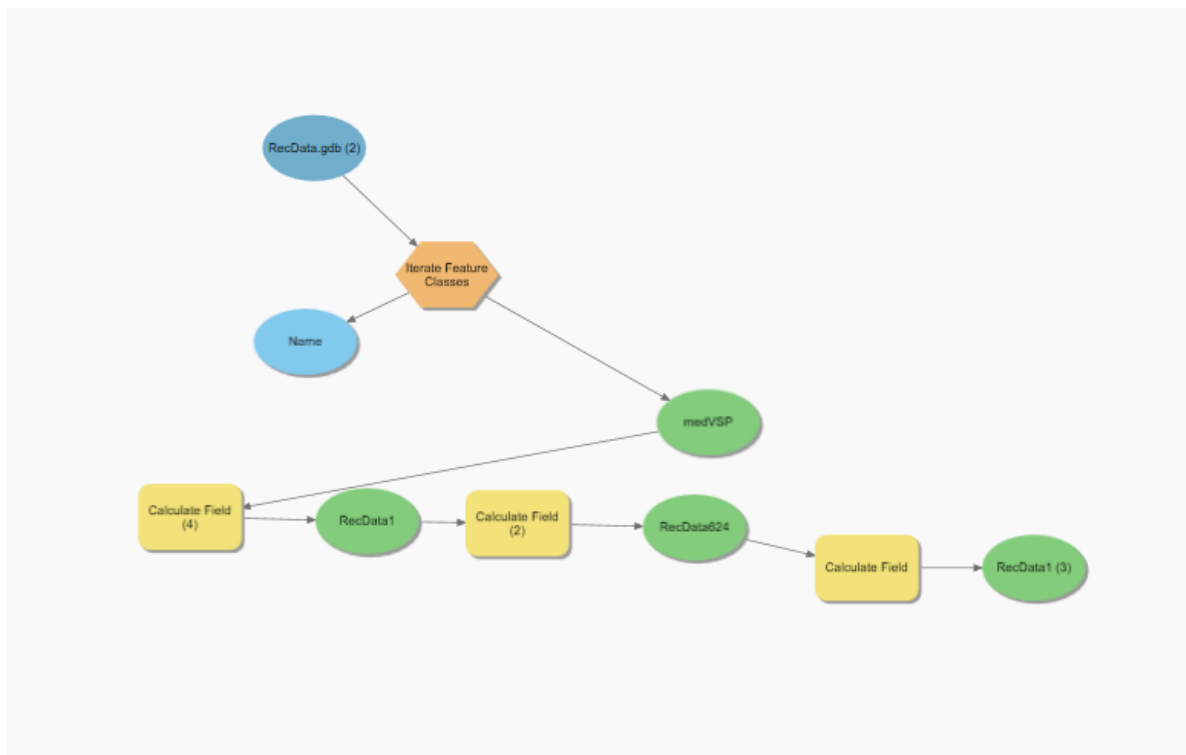 RecData.gdb (2)
Iterate Feature
Classes
Name
medVSP
Calculate Field
(4)
RecData1
Calculate Field
(2)
RecData624
Calculate Field
RecData1 (3)